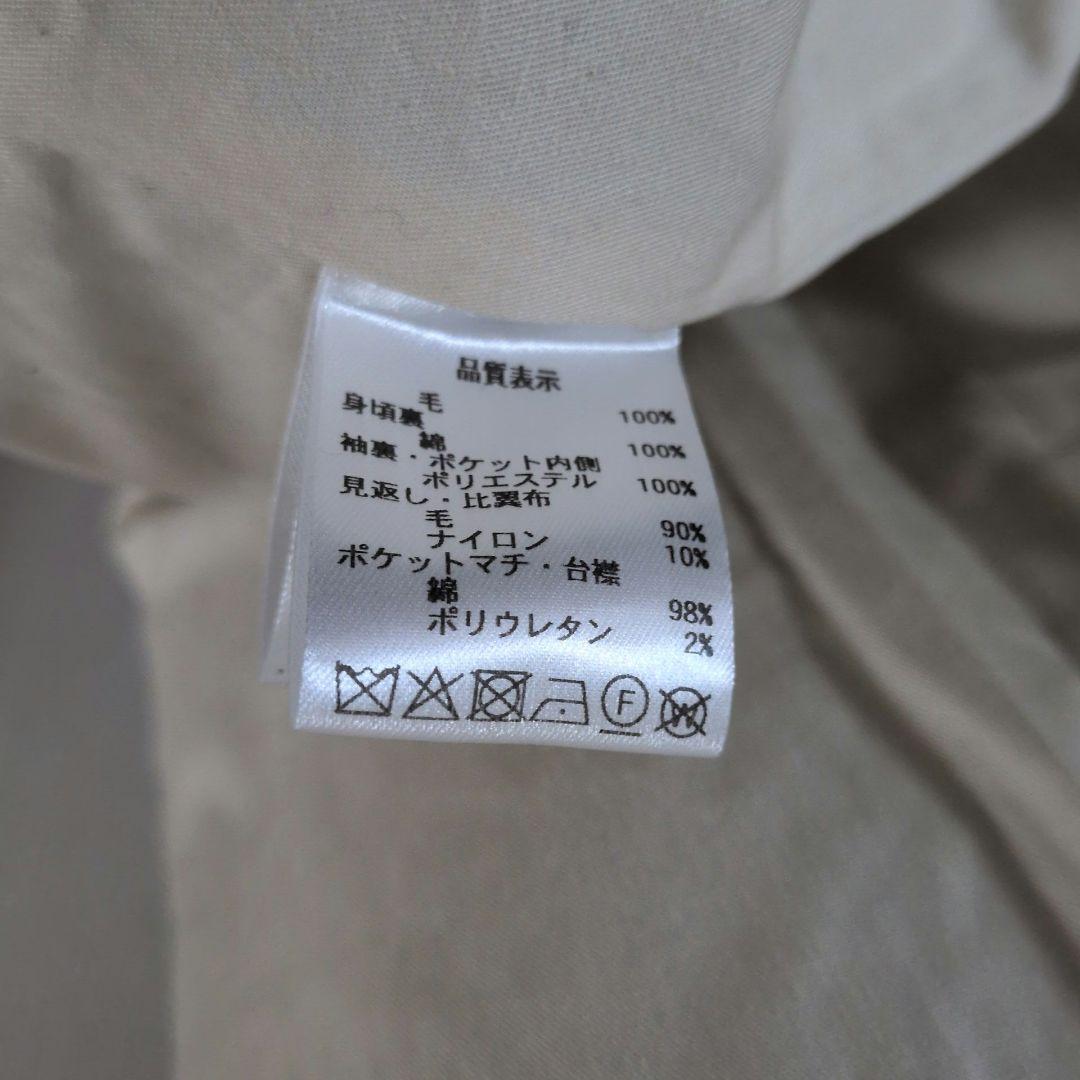 品質表示
毛 100%
身頃裏
綿 100%
袖裏・ポケット内側
ポリエステル 100%
見返し・比翼布
毛 90%
ナイロン 10%
ポケットマチ・台襟
綿 98%
ポリウレタン 2%
F W